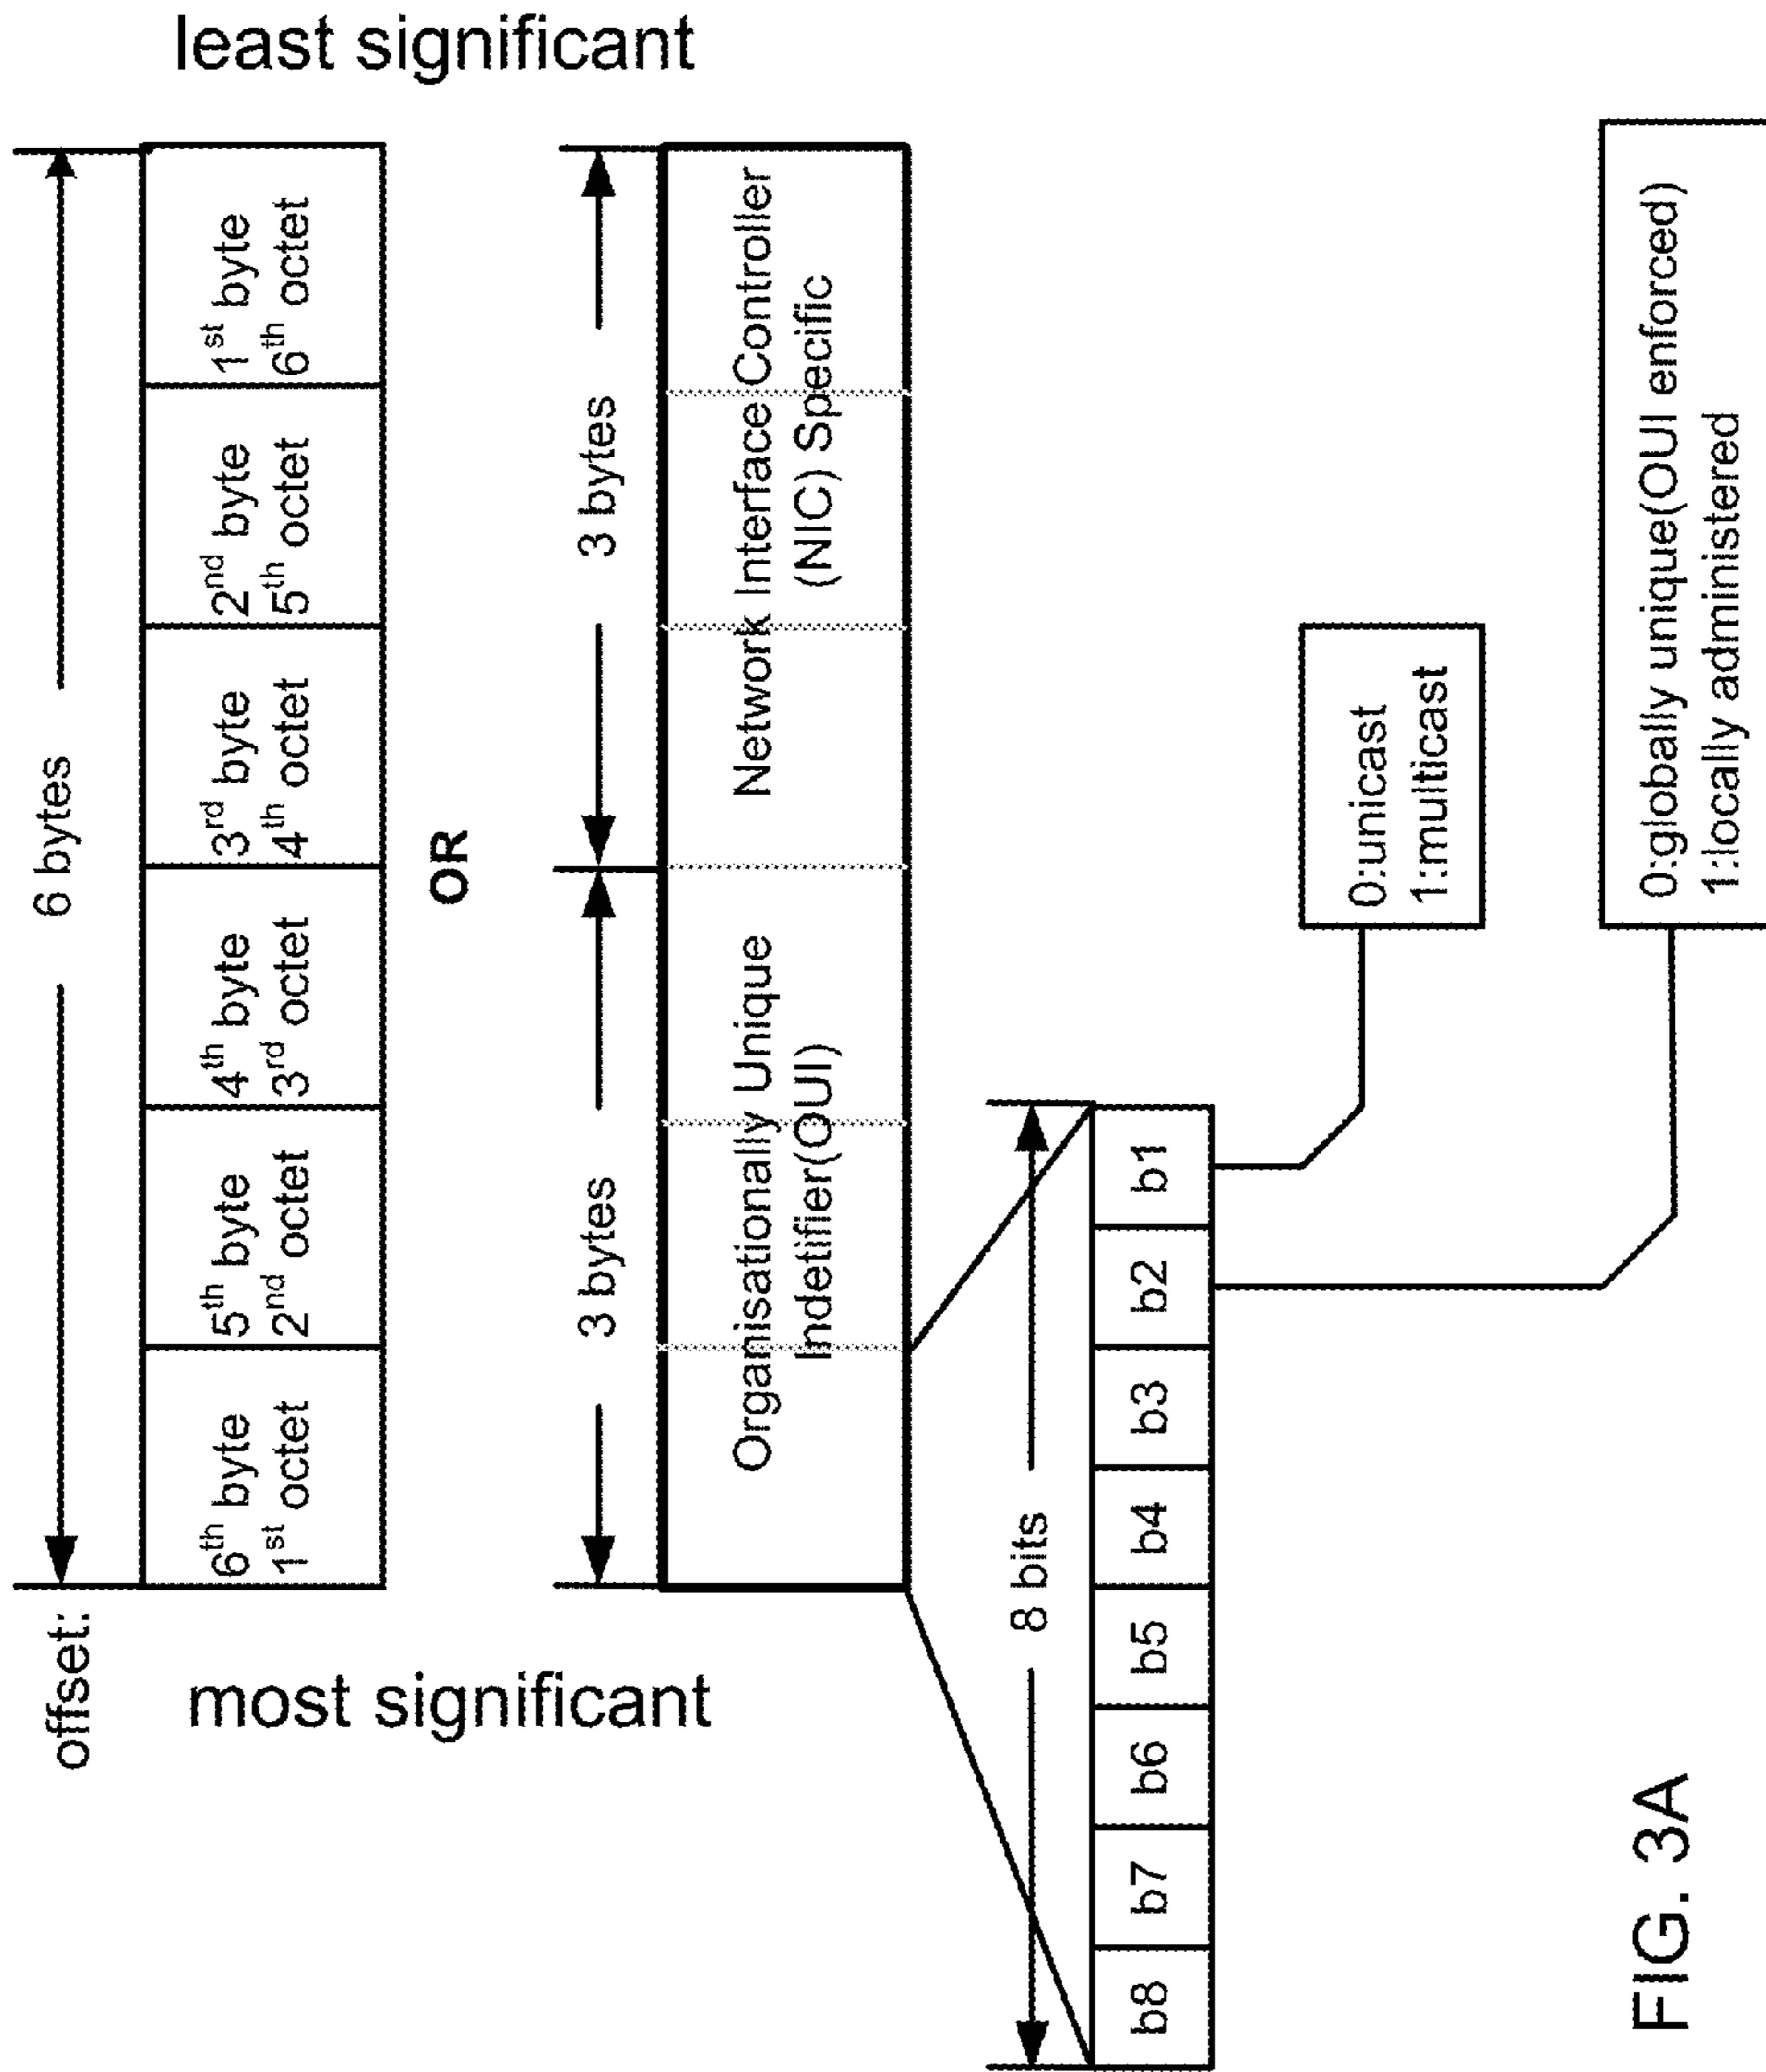 offset:
6 bytes
most significant
least significant
6th byte
1st octet
5th byte
2nd octet
4th byte
3rd octet
3rd byte
4th octet
2nd byte
5th octet
1st byte
6th octet
OR
3 bytes
3 bytes
Organisationally Unique
Indetifier(OUI)
Network Interface Controller
(NIC) Specific
8 bits
b8
b7
b6
b5
b4
b3
b2
b1
0:unicast
1:multicast
0:globally unique(OUI enforced)
1:locally administered
FIG. 3A